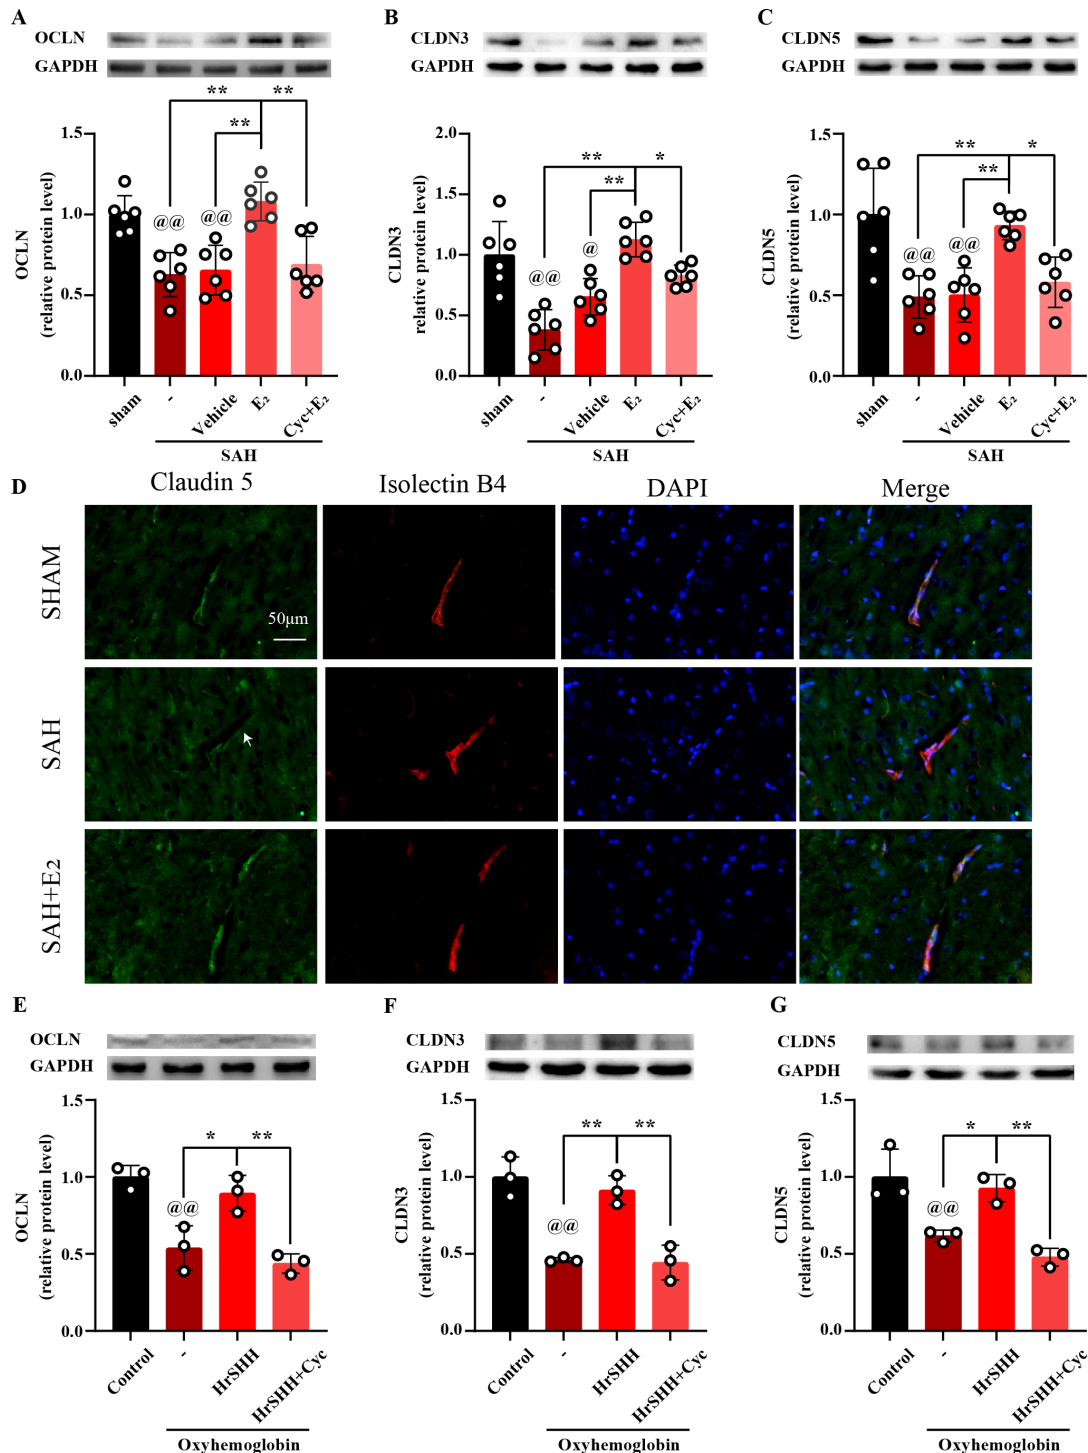 A
OCLN
GAPDH
** **
**
OCLN
(relative protein level)
1.5
1.0
0.5
0.0
@@ @@
sham
-
Vehicle
E₂
Cyc+E₂
SAH
B
CLDN3
GAPDH
** *
**
CLDN3
relative protein level)
2.0
1.5
1.0
0.5
0.0
@@ @
sham
-
Vehicle
E₂
Cyc+E₂
SAH
C
CLDN5
GAPDH
** *
**
CLDN5
(relative protein level)
1.5
1.0
0.5
0.0
@@ @@
sham
-
Vehicle
E₂
Cyc+E₂
SAH
D
Claudin 5 Isolectin B4 DAPI Merge
SHAM
50μm
SAH
SAH+E2
E
OCLN
GAPDH
* **
OCLN
(relative protein level)
1.5
1.0
0.5
0.0
@@
Control
-
HrSHH
HrSHH+Cyc
Oxyhemoglobin
F
CLDN3
GAPDH
** **
CLDN3
(relative protein level)
1.5
1.0
0.5
0.0
@@
Control
-
HrSHH
HrSHH+Cyc
Oxyhemoglobin
G
CLDN5
GAPDH
* **
CLDN5
(relative protein level)
1.5
1.0
0.5
0.0
@@
Control
-
HrSHH
HrSHH+Cyc
Oxyhemoglobin